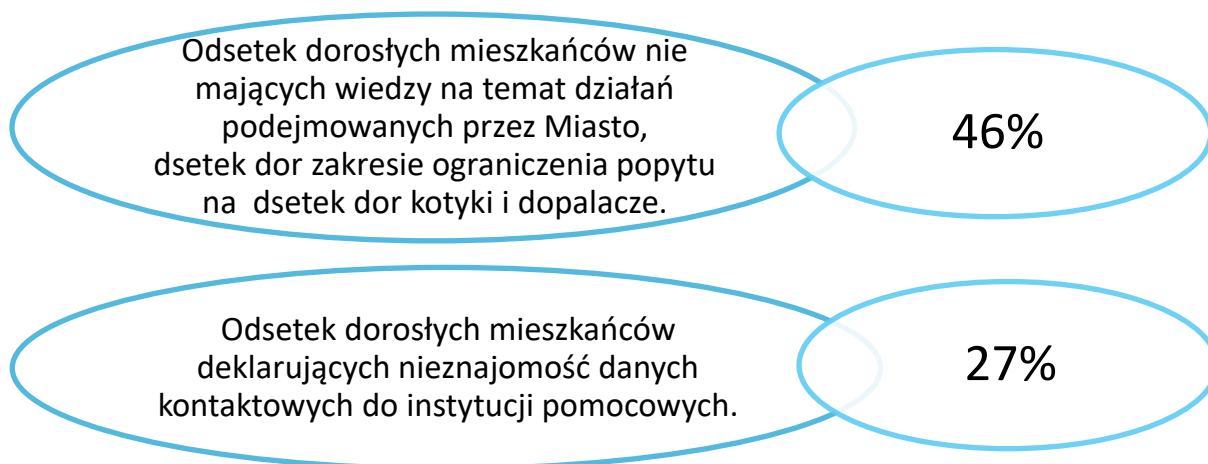 Odsetek dorosłych mieszkańców nie
mających wiedzy na temat działań
podejmowanych przez Miasto,
dsetek dor zakresie ograniczenia popytu
na dsetek dor kotyki i dopalacze.
46%
Odsetek dorosłych mieszkańców
deklarujących nieznajomość danych
kontaktowych do instytucji pomocowych.
27%